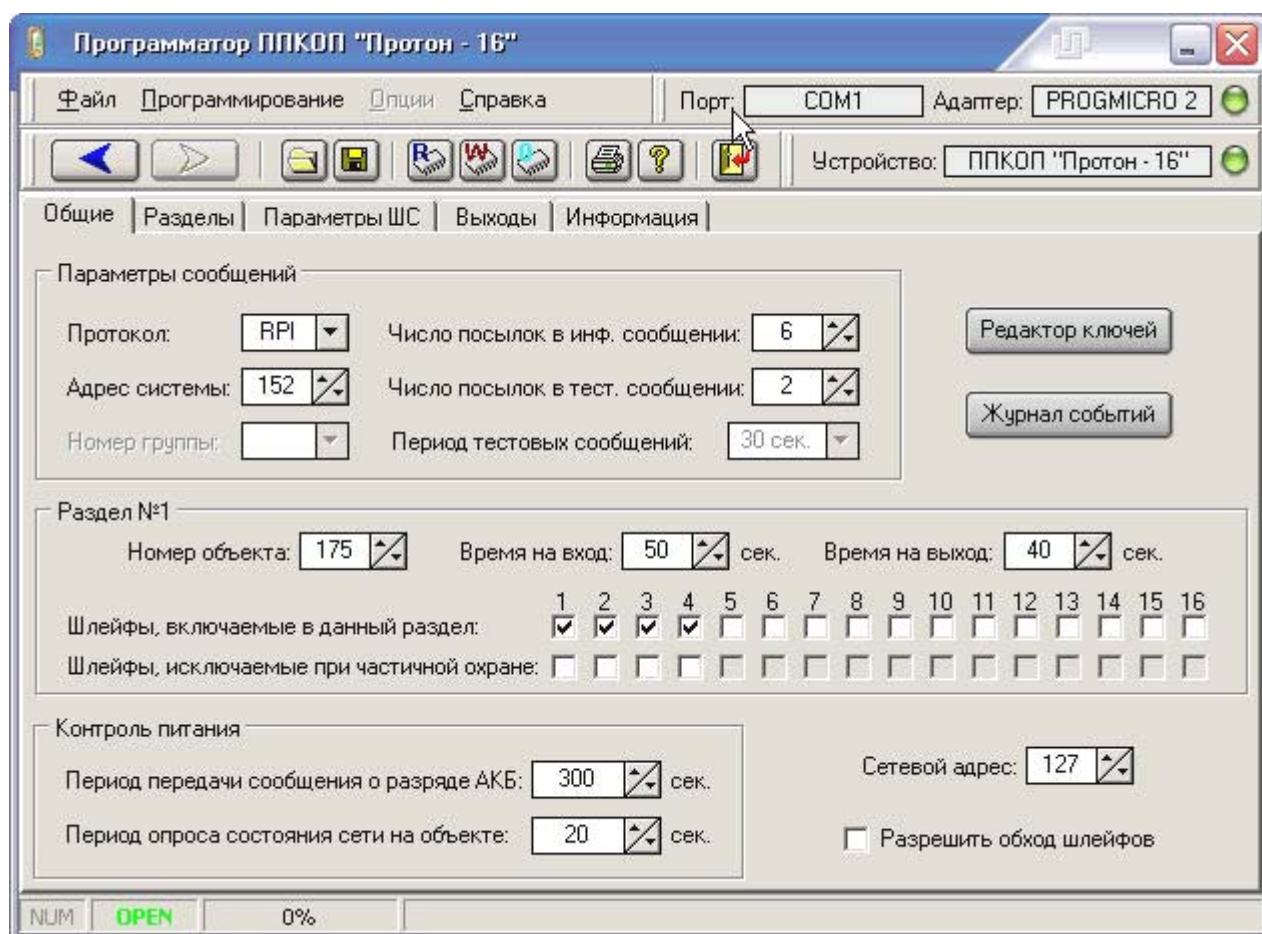 Программатор ППКОП "Протон - 16"
Файл Программирование Опции Справка Порт: COM1 Адаптер: PROGMICRO 2
R W Устройство: ППКОП "Протон - 16"
Общие Разделы Параметры ШС Выходы Информация
Параметры сообщений
Протокол: RPI Число посылок в инф. сообщении: 6 Редактор ключей
Адрес системы: 152 Число посылок в тест. сообщении: 2
Журнал событий
Номер группы: Период тестовых сообщений: 30 сек.
Раздел №1
Номер объекта: 175 Время на вход: 50 сек. Время на выход: 40 сек.
1 2 3 4 5 6 7 8 9 10 11 12 13 14 15 16
Шлейфы, включаемые в данный раздел:
Шлейфы, исключаемые при частичной охране:
Контроль питания
Период передачи сообщения о разряде АКБ: 300 сек. Сетевой адрес: 127
Период опроса состояния сети на объекте: 20 сек. Разрешить обход шлейфов
NUM OPEN 0%